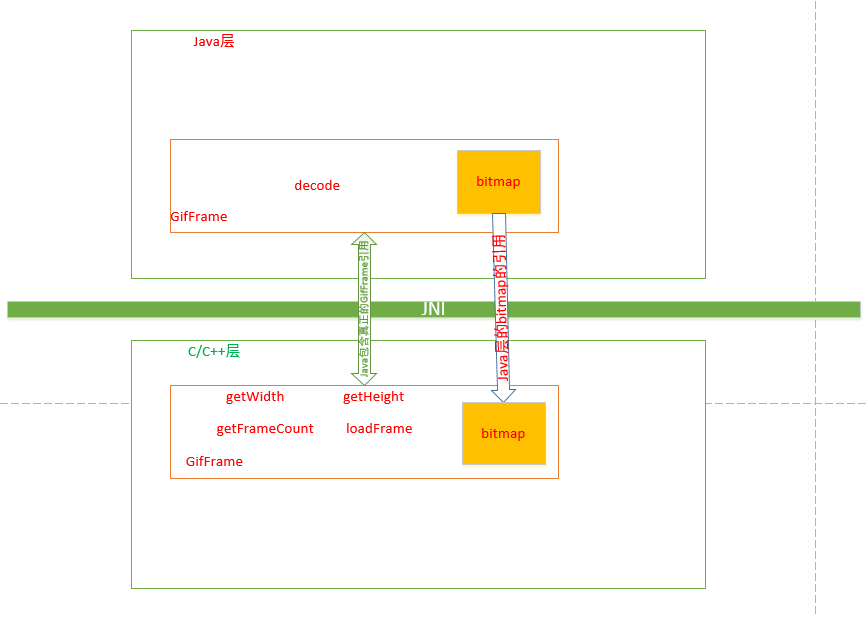 Java层
decode
bitmap
GifFrame
Java包含真正的GifFrame引用
Java层的bitmap的引用
JNI
C/C++层
getWidth
getHeight
getFrameCount
loadFrame
bitmap
GifFrame